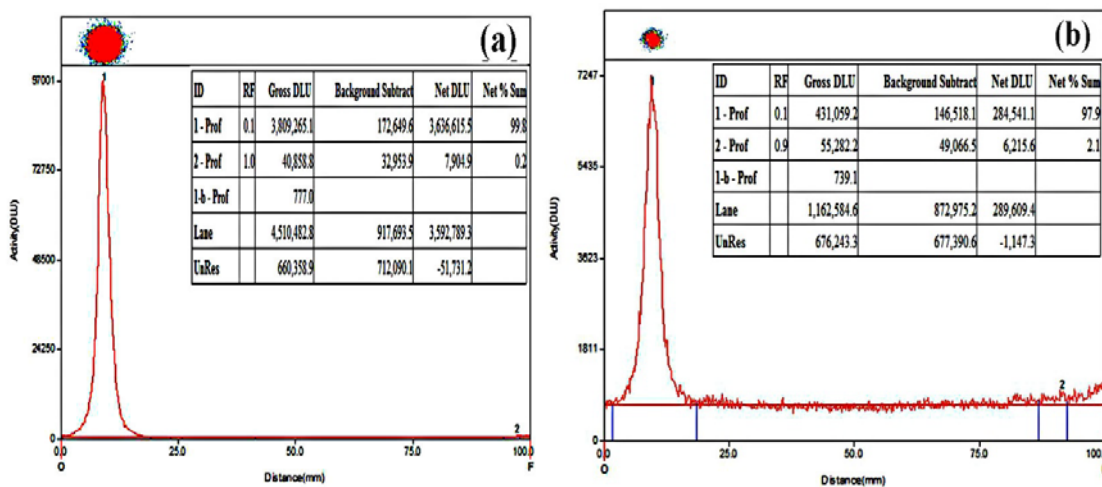 (a)
97001
72750
48500
24250
0
Activity(DLU)
1
2
0.0
25.0
50.0
75.0
100.0
O
F
Distance(mm)
ID RF Gross DLU Background Subtract Net DLU Net % Sum
1 - Prof 0.1 3,809,265.1 172,649.6 3,636,615.5 99.8
2 - Prof 1.0 40,858.8 32,953.9 7,904.9 0.2
1-b - Prof 777.0
Lane 4,510,482.8 917,693.5 3,592,789.3
UnRes 660,358.9 712,090.1 -51,731.2
(b)
7247
5435
3623
1811
0
Activity(DLU)
1
2
0.0
25.0
50.0
75.0
100.
O
F
Distance(mm)
ID RF Gross DLU Background Subtract Net DLU Net % Sum
1 - Prof 0.1 431,059.2 146,518.1 284,541.1 97.9
2 - Prof 0.9 55,282.2 49,066.5 6,215.6 2.1
1-b - Prof 739.1
Lane 1,162,584.6 872,975.2 289,609.4
UnRes 676,243.3 677,390.6 -1,147.3